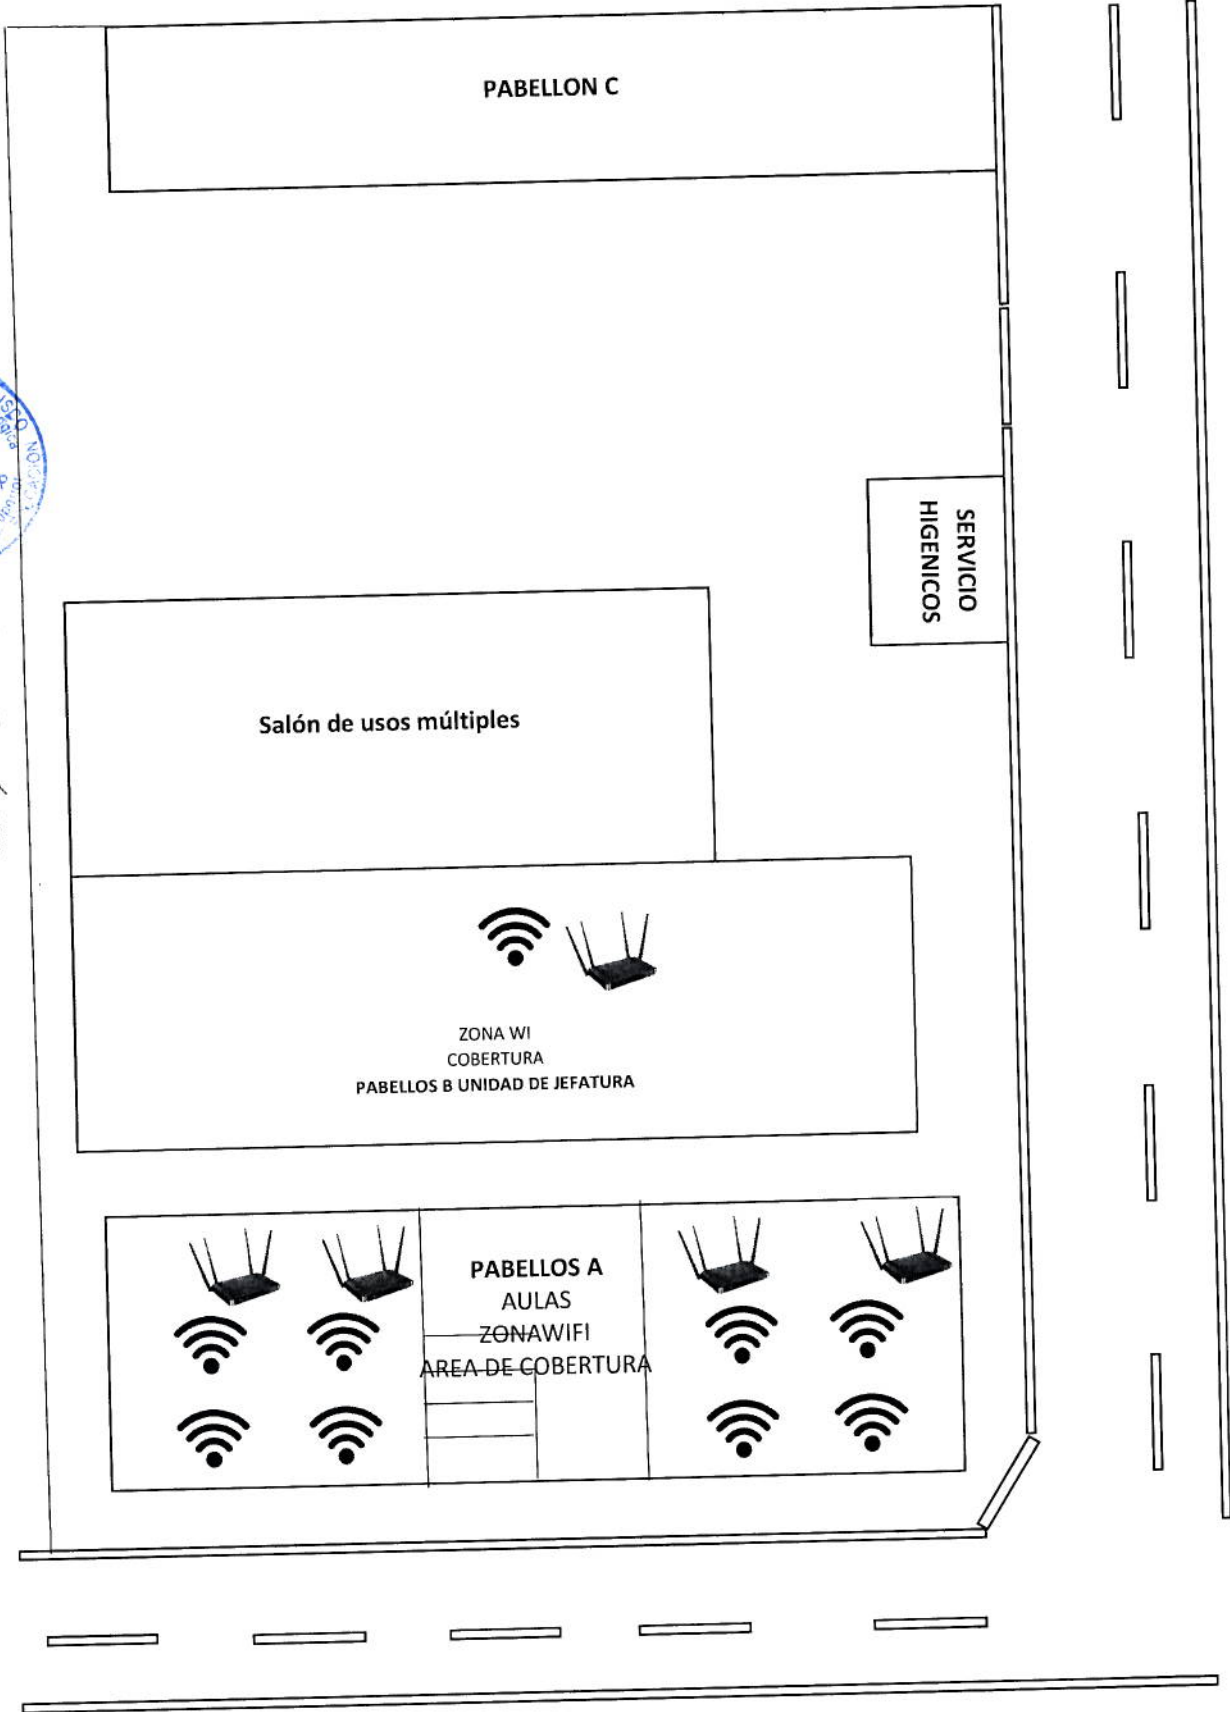 PABELLON C
SERVICIO
HIGENICOS
Salón de usos múltiples
ZONA WI
COBERTURA
PABELLOS B UNIDAD DE JEFATURA
PABELLOS A
AULAS
ZONAWIFI
AREA DE COBERTURA